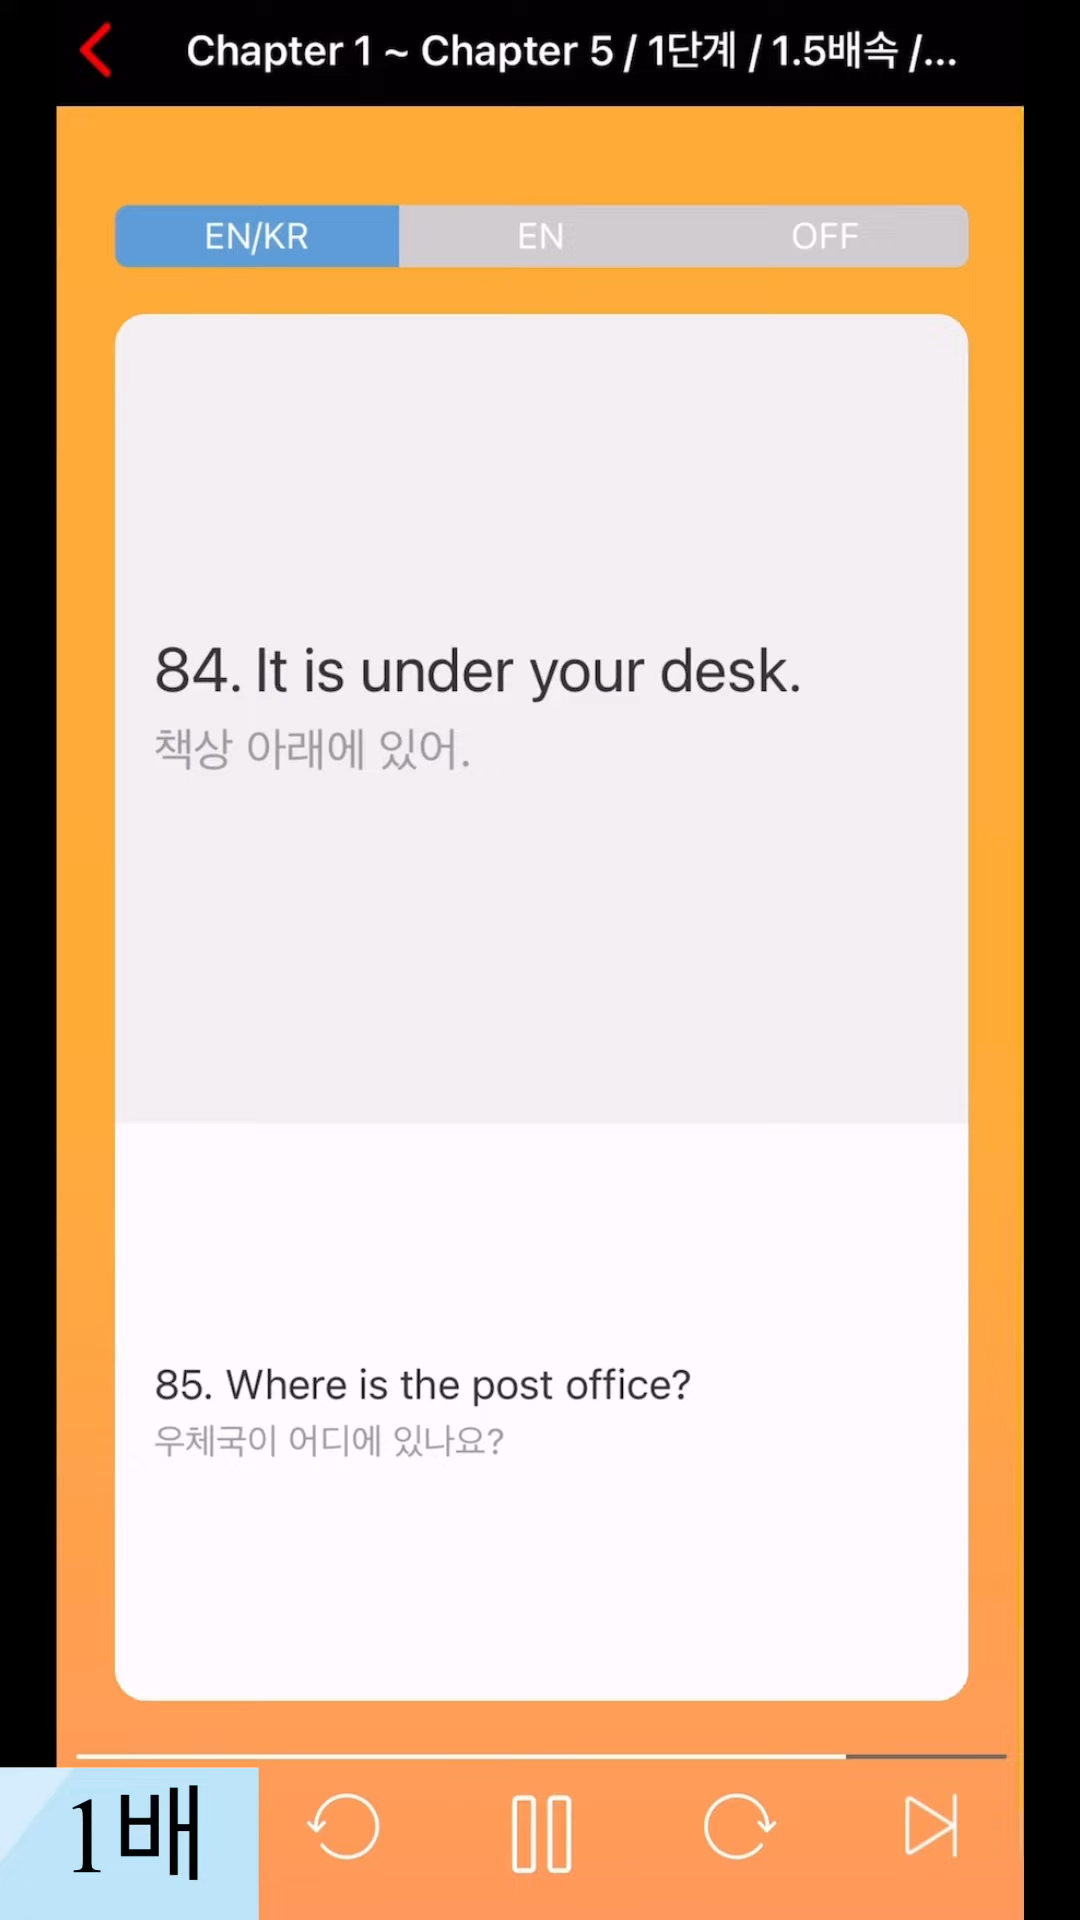 Chapter 1 ~ Chapter 5 / 1단계 / 1.5배속 /...
EN/KR EN OFF
84. It is under your desk.
책상 아래에 있어.
85. Where is the post office?
우체국이 어디에 있나요?
1배